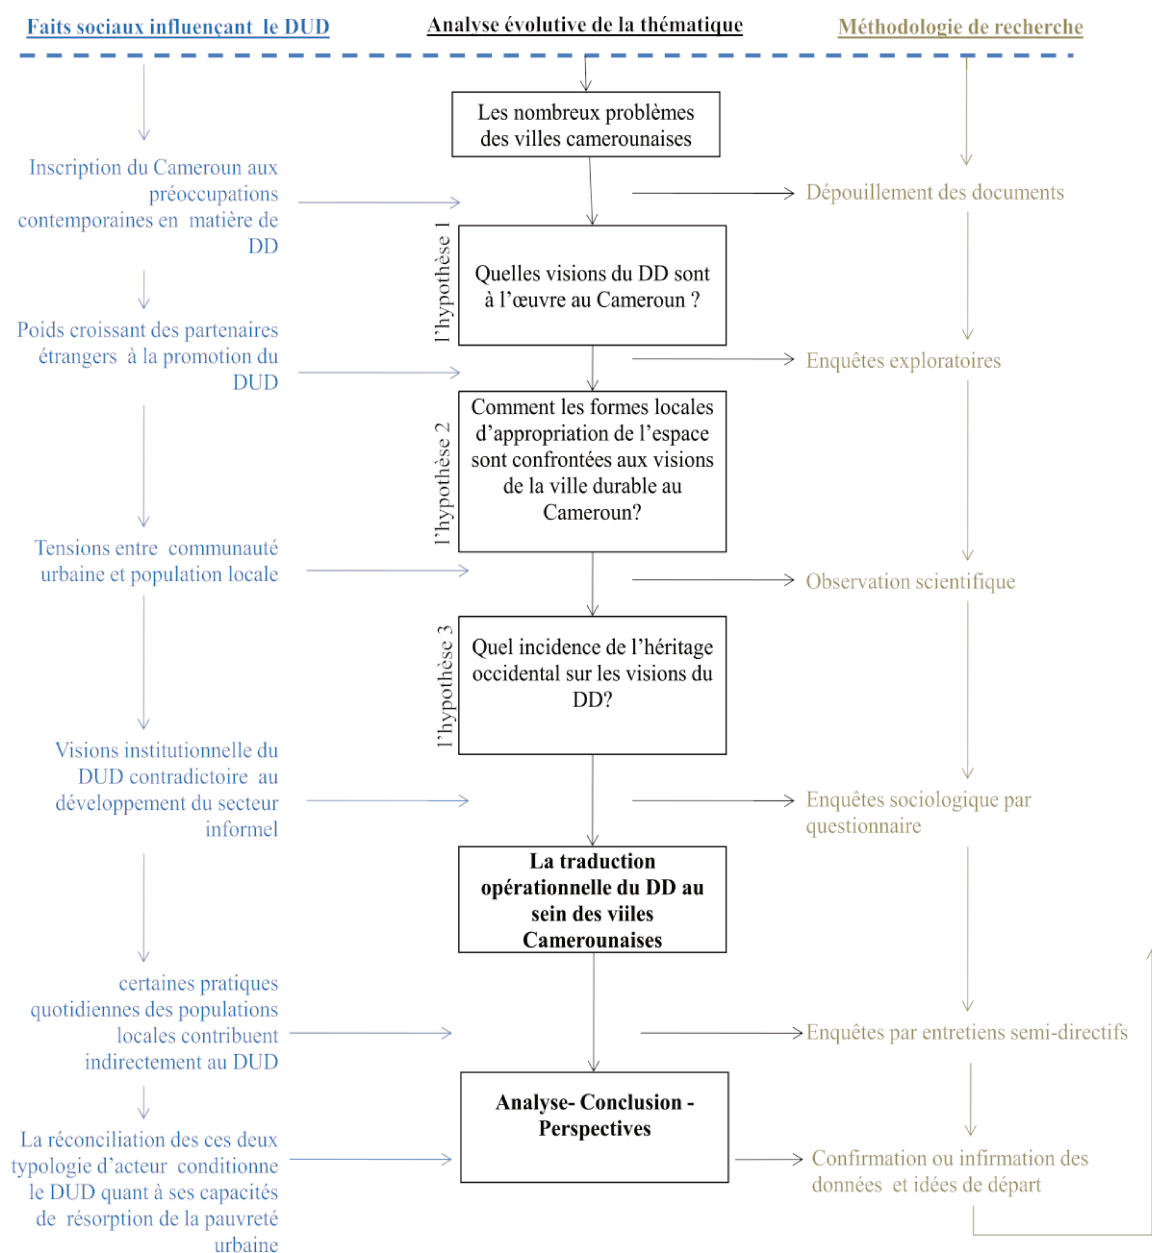 Faits sociaux influençant le DUD
Analyse évolutive de la thématique
Méthodologie de recherche
Les nombreux problèmes
des villes camerounaises
Inscription du Cameroun aux
préoccupations
contemporaines en matière de
DD
Dépouillement des documents
l'hypothèse 1
Quelles visions du DD sont
à l'œuvre au Cameroun ?
Poids croissant des partenaires
étrangers à la promotion du
DUD
Enquêtes exploratoires
l'hypothèse 2
Comment les formes locales
d'appropriation de l'espace
sont confrontées aux visions
de la ville durable au
Cameroun?
Tensions entre communauté
urbaine et population locale
Observation scientifique
l'hypothèse 3
Quel incidence de l'héritage
occidental sur les visions du
DD?
Visions institutionnelle du
DUD contradictoire au
développement du secteur
informel
Enquêtes sociologique par
questionnaire
La traduction
opérationnelle du DD au
sein des viiles
Camerounaises
certaines pratiques
quotidiennes des populations
locales contribuent
indirectement au DUD
Enquêtes par entretiens semi-directifs
Analyse- Conclusion -
Perspectives
La réconciliation des ces deux
typologie d'acteur conditionne
le DUD quant à ses capacités
de résorption de la pauvreté
urbaine
Confirmation ou infirmation des
données et idées de départ